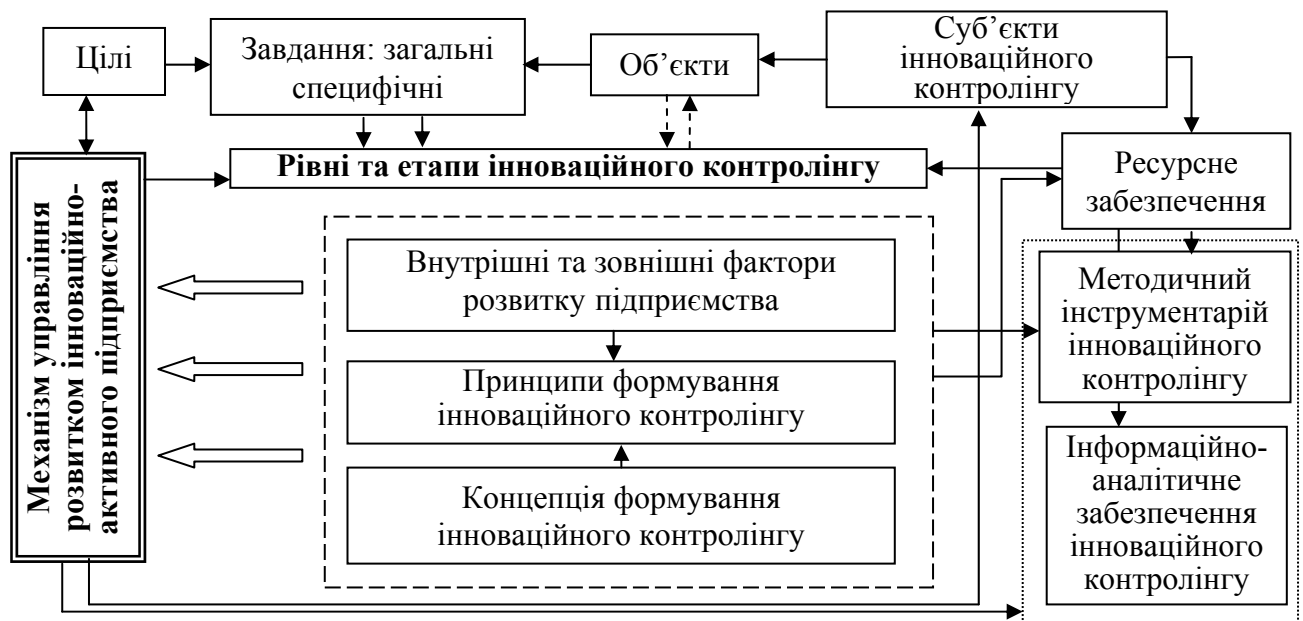 Цілі
Завдання: загальні
специфічні
Об’єкти
Суб’єкти
інноваційного
контролінгу
Рівні та етапи інноваційного контролінгу
Ресурсне
забезпечення
Механізм управління
розвитком інноваційно-
активного підприємства
Внутрішні та зовнішні фактори
розвитку підприємства
Принципи формування
інноваційного контролінгу
Концепція формування
інноваційного контролінгу
Методичний
інструментарій
інноваційного
контролінгу
Інформаційно-
аналітичне
забезпечення
інноваційного
контролінгу